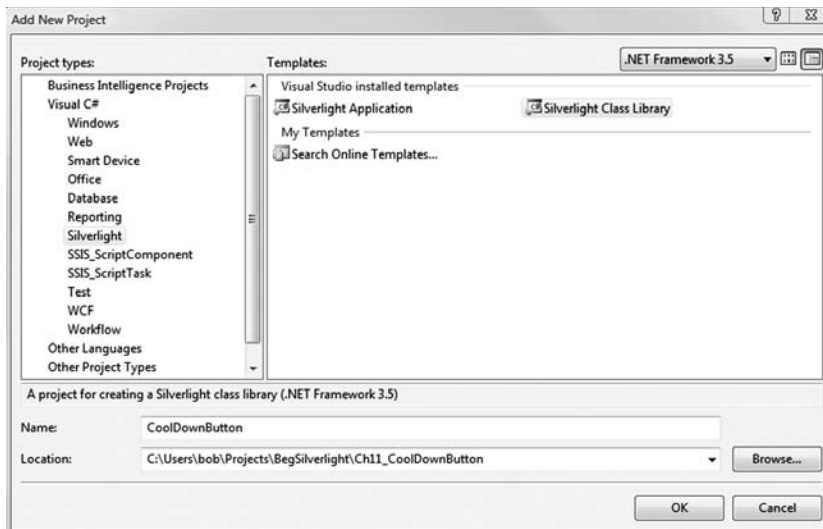 Add New Project
Project types:
Templates:
.NET Framework 3.5
Business Intelligence Projects
Visual C#
Windows
Web
Smart Device
Office
Database
Reporting
Silverlight
SSIS_ScriptComponent
SSIS_ScriptTask
Test
WCF
Workflow
Other Languages
Other Project Types
Visual Studio installed templates
Silverlight Application
Silverlight Class Library
My Templates
Search Online Templates...
A project for creating a Silverlight class library (.NET Framework 3.5)
Name:
CoolDownButton
Location:
C:\Users\bob\Projects\BegSilverlight\Ch11_CoolDownButton
Browse...
OK
Cancel